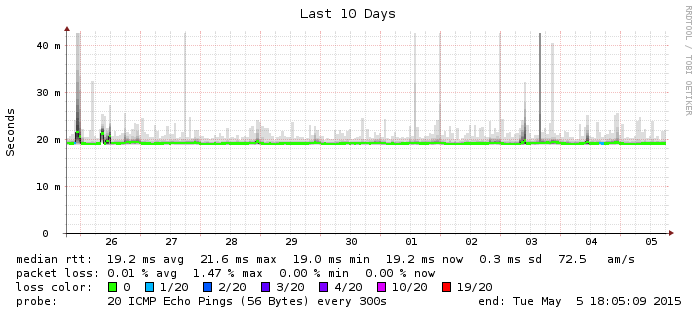 Last 10 Days
RRDTOOL / TOBI OETIKER
Seconds
40 m
30 m
20 m
10 m
0
26 27 28 29 30 01 02 03 04 05
median rtt: 19.2 ms avg 21.6 ms max 19.0 ms min 19.2 ms now 0.3 ms sd 72.5 am/s
packet loss: 0.01 % avg 1.47 % max 0.00 % min 0.00 % now
loss color: 0 1/20 2/20 3/20 4/20 10/20 19/20
probe: 20 ICMP Echo Pings (56 Bytes) every 300s end: Tue May 5 18:05:09 2015